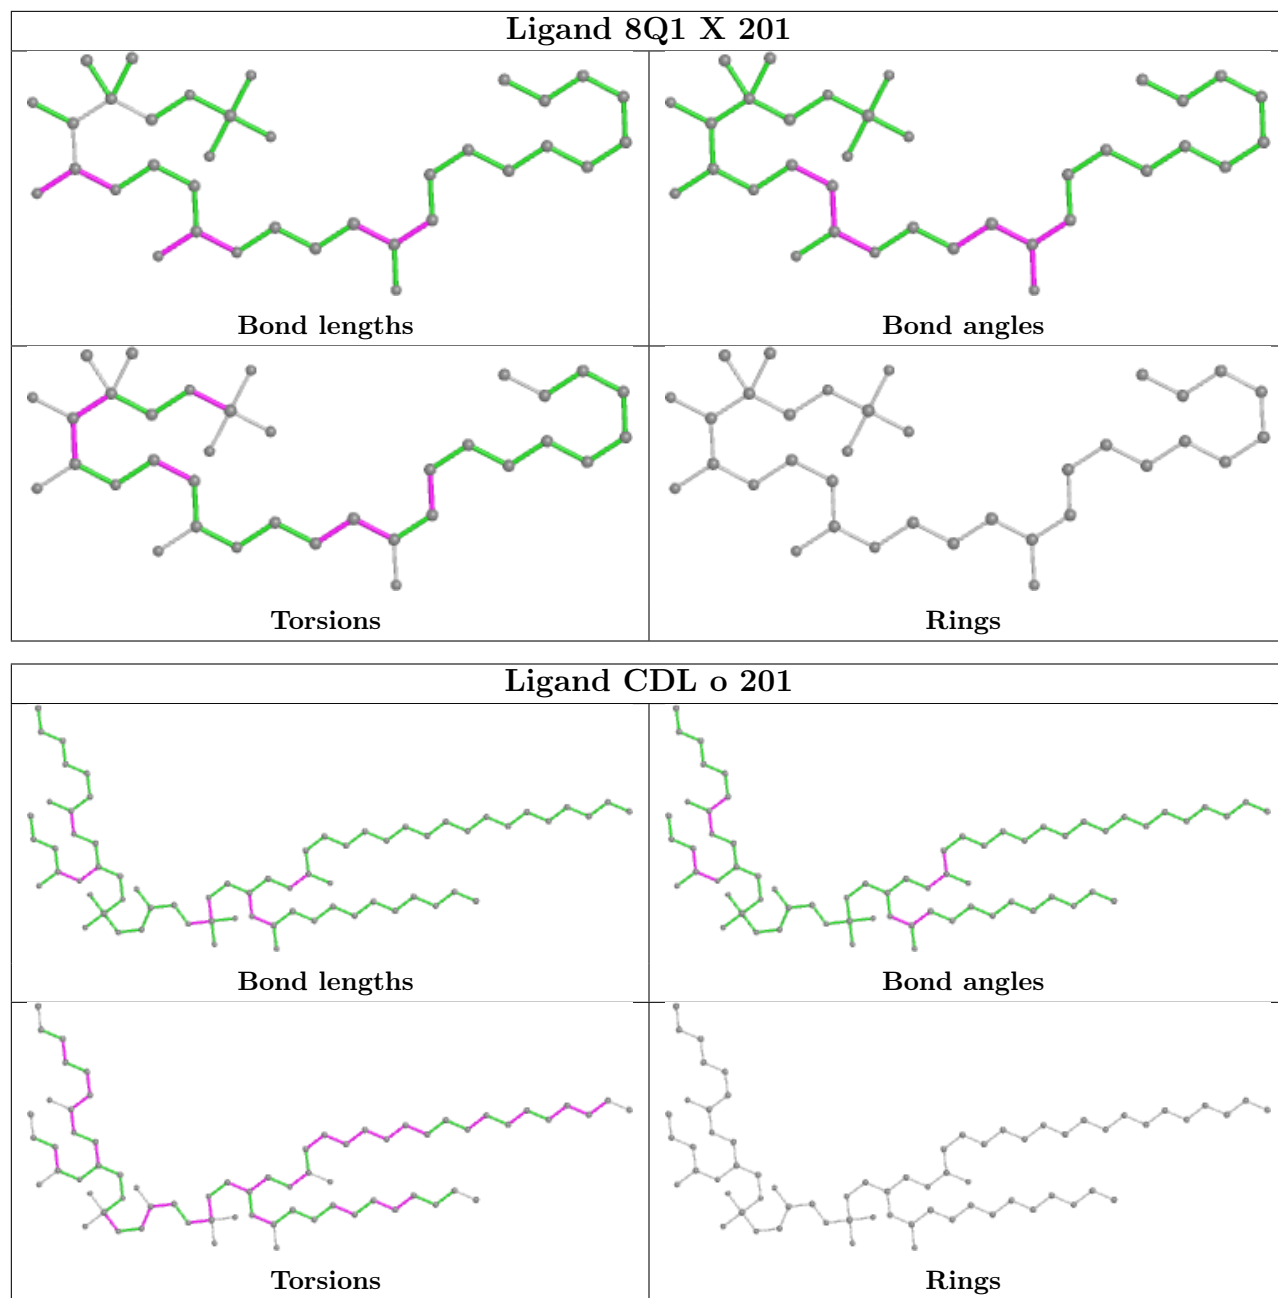 Ligand 8Q1 X 201
Bond lengths
Bond angles
Torsions
Rings
Ligand CDL o 201
Bond lengths
Bond angles
Torsions
Rings